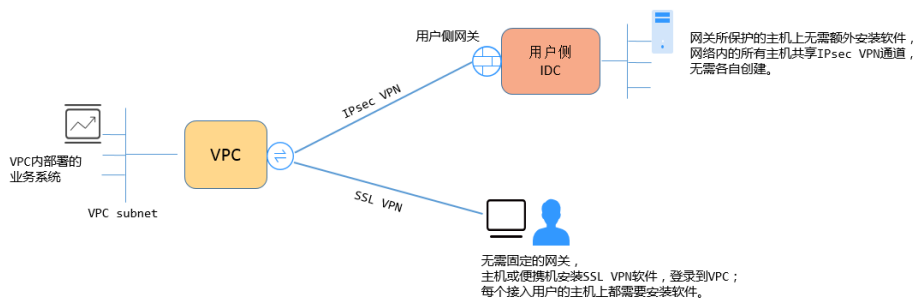 用户侧网关
用户侧
IDC
网关所保护的主机上无需额外安装软件，
网络内的所有主机共享IPsec VPN通道，
无需各自创建。
IPsec VPN
VPC
VPC内部署的
业务系统
VPC subnet
SSL VPN
无需固定的网关，
主机或便携机安装SSL VPN软件，登录到VPC；
每个接入用户的主机上都需要安装软件。